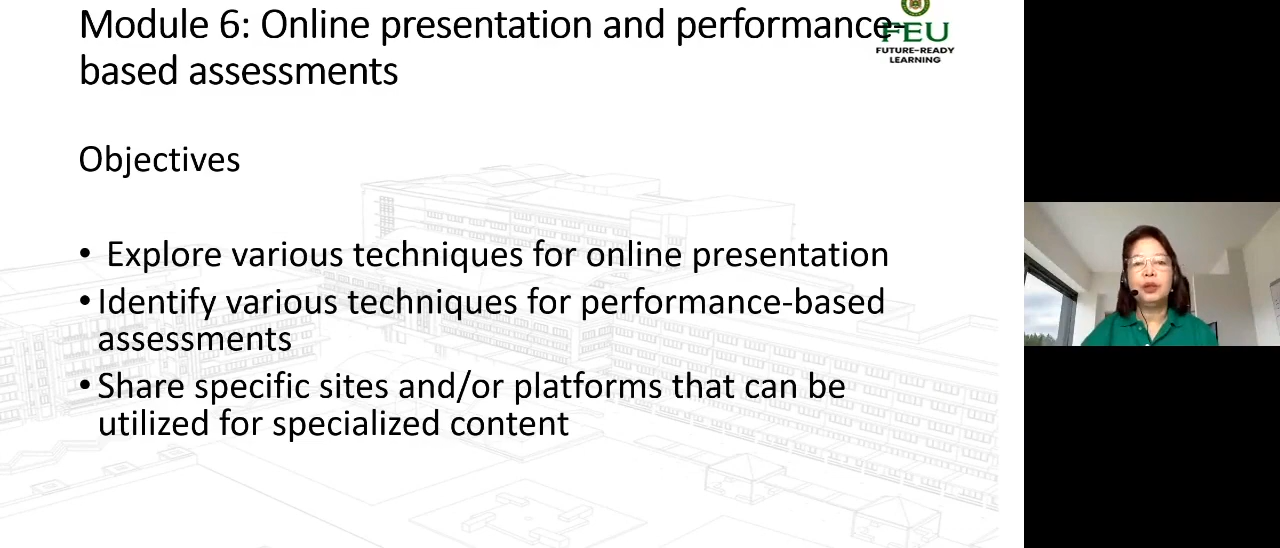 Module 6: Online presentation and performance-
based assessments
FEU
FUTURE-READY
LEARNING
Objectives
• Explore various techniques for online presentation
• Identify various techniques for performance-based
assessments
• Share specific sites and/or platforms that can be
utilized for specialized content